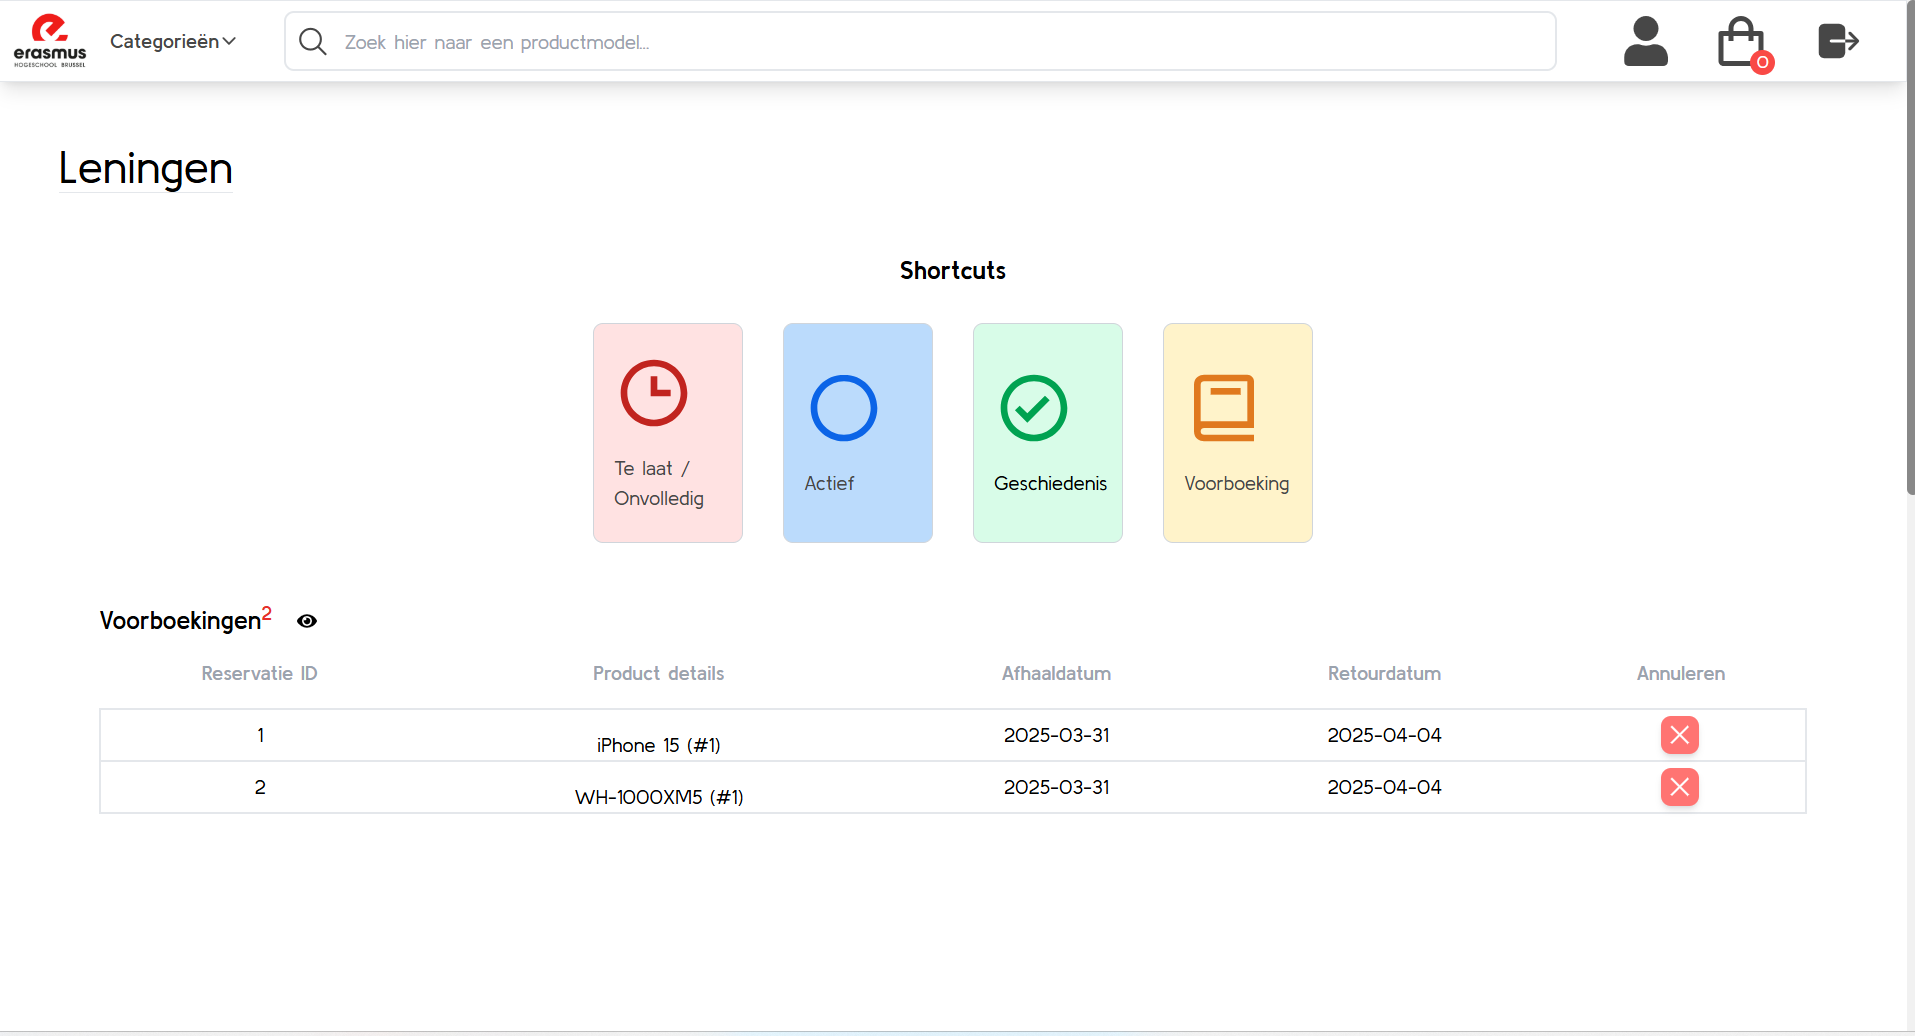 erasmus
HOGESCHOOL BRUSSEL
Categorieën
Zoek hier naar een productmodel...
0
Leningen
Shortcuts
Te laat /
Onvolledig
Actief
Geschiedenis
Voorboeking
Voorboekingen2
Reservatie ID Product details Afhaaldatum Retourdatum Annuleren
1 iPhone 15 (#1) 2025-03-31 2025-04-04
2 WH-1000XM5 (#1) 2025-03-31 2025-04-04